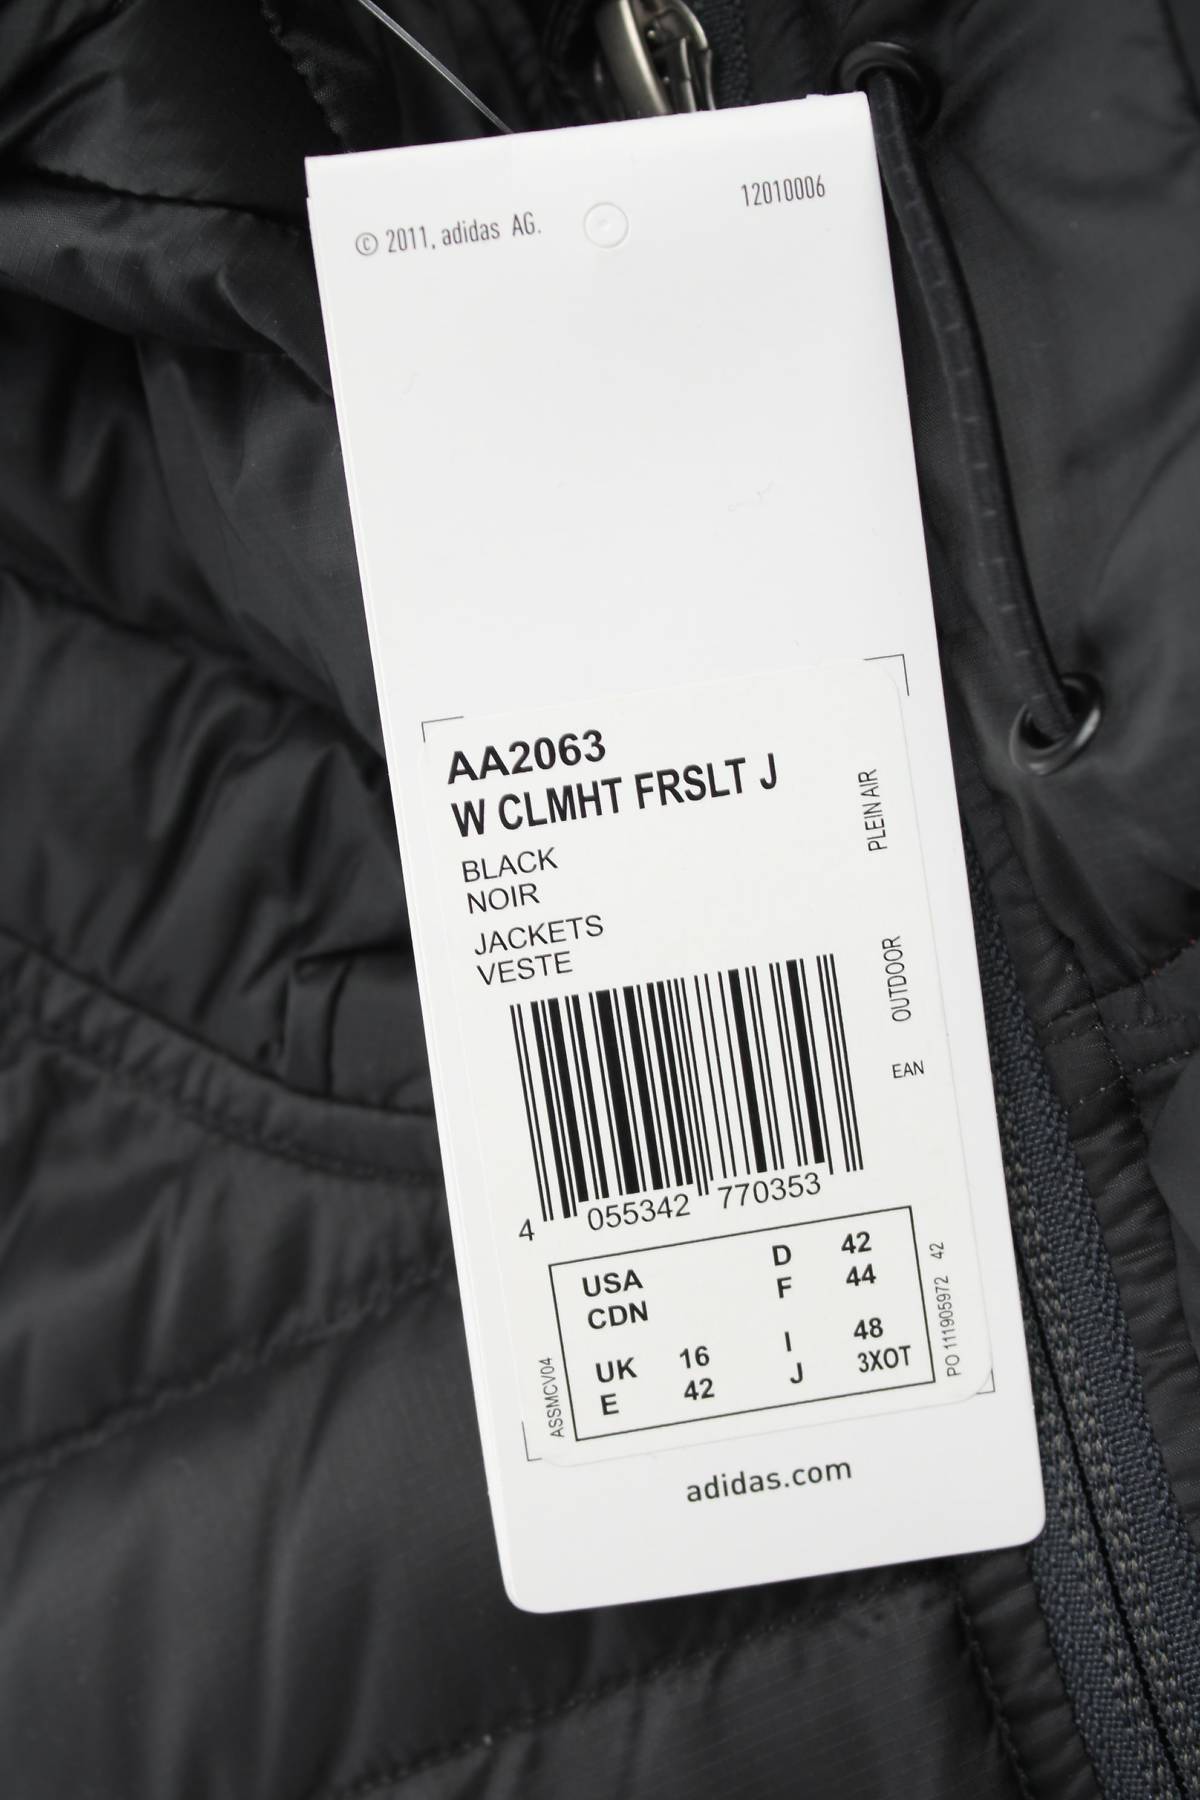 © 2011, adidas AG.
12010006
AA2063
W CLMHT FRSLT J
BLACK
NOIR
JACKETS
VESTE
PLEIN AIR
OUTDOOR
EAN
4 055342 770353
USA D 42
CDN F 44
UK 16 I 48
E 42 J 3XOT
ASSMCV04
PO 111905972 42
adidas.com